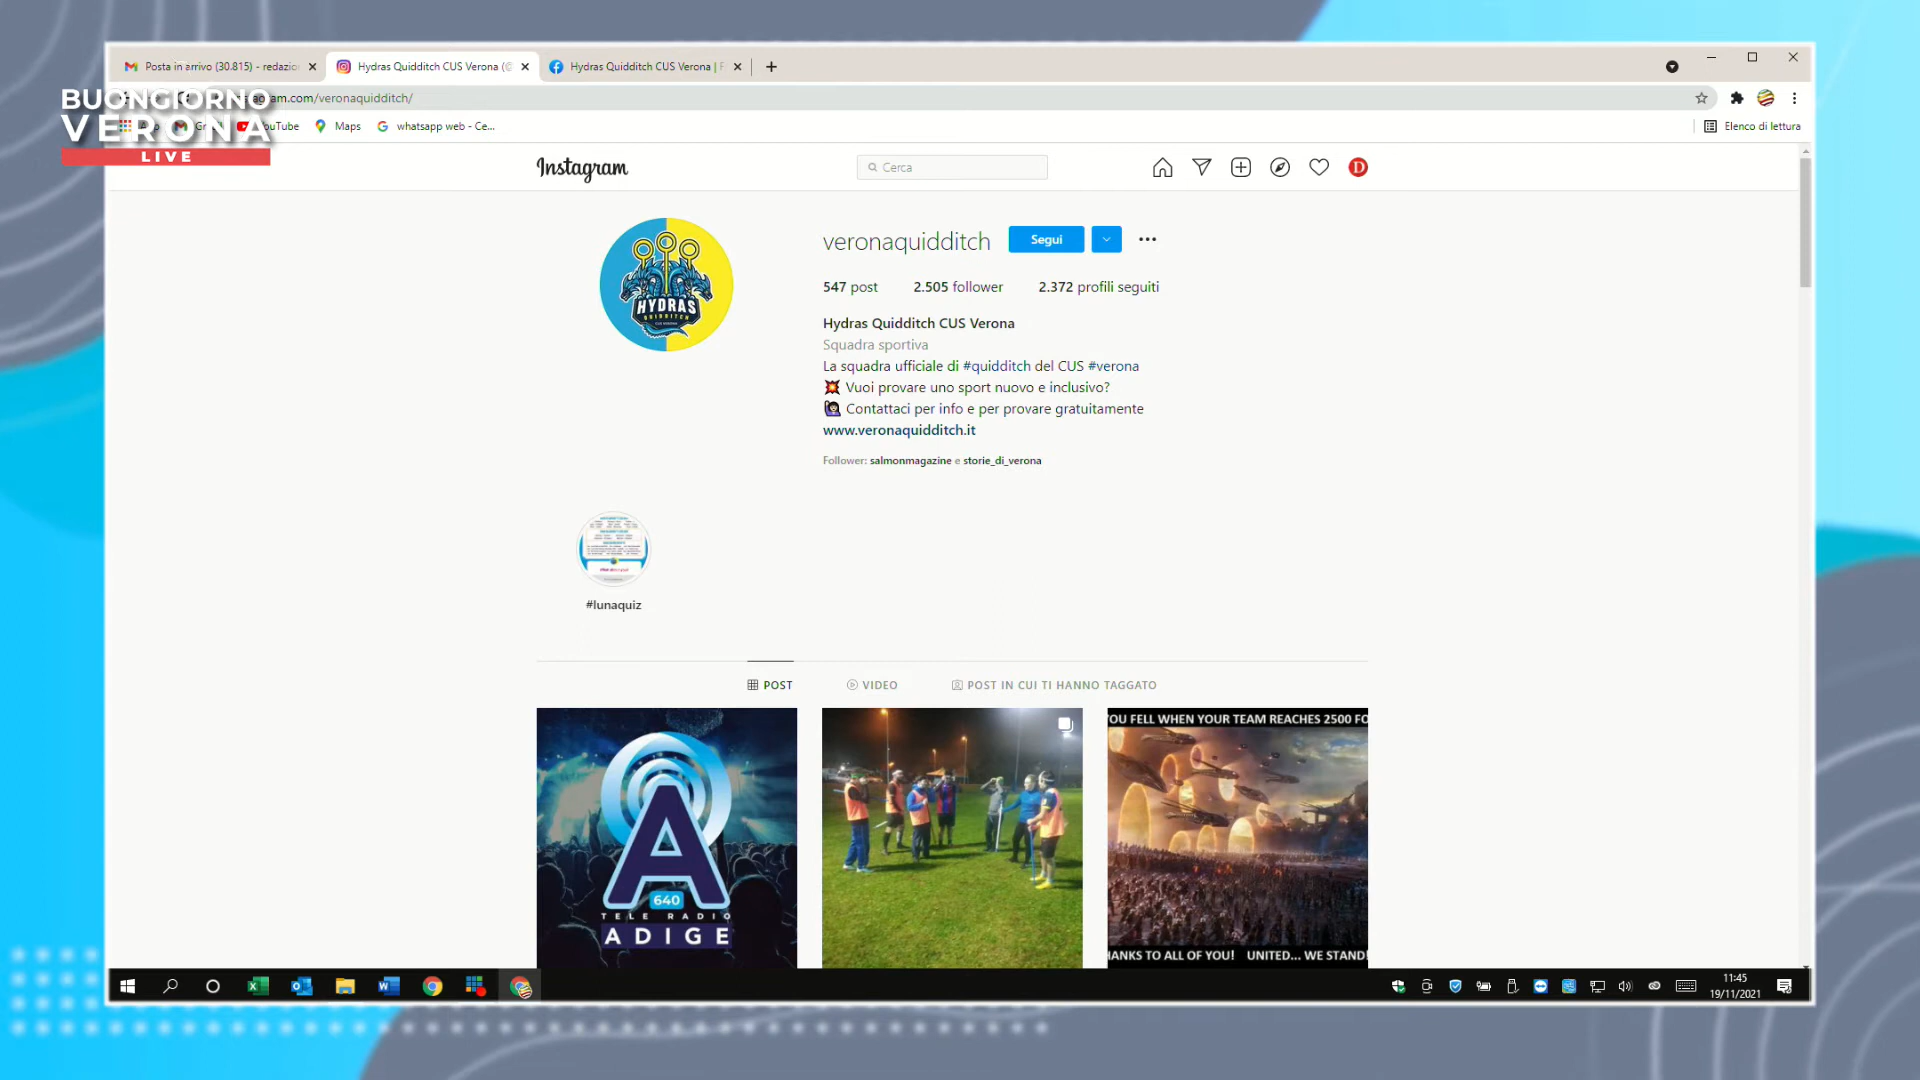 Posta in arrivo (30.815) - redazio
Hydras Quidditch CUS Verona (@
Hydras Quidditch CUS Verona | F
BUONGIORNO
VERONA
LIVE
agram.com/veronaquidditch/
YouTube
Maps
whatsapp web - Ce...
Elenco di lettura
Instagram
Cerca
D
veronaquidditch
Segui
547 post
2.505 follower
2.372 profili seguiti
Hydras Quidditch CUS Verona
Squadra sportiva
La squadra ufficiale di #quidditch del CUS #verona
💥 Vuoi provare uno sport nuovo e inclusivo?
🙋🏻 Contattaci per info e per provare gratuitamente
www.veronaquidditch.it
Follower: salmonmagazine e storie_di_verona
HYDRAS
QUIDDITCH
#lunaquiz
POST
VIDEO
POST IN CUI TI HANNO TAGGATO
A
640
TELE RADIO
ADIGE
YOU FELL WHEN YOUR TEAM REACHES 2500 FO
HANKS TO ALL OF YOU! UNITED... WE STAND!
11:45
19/11/2021